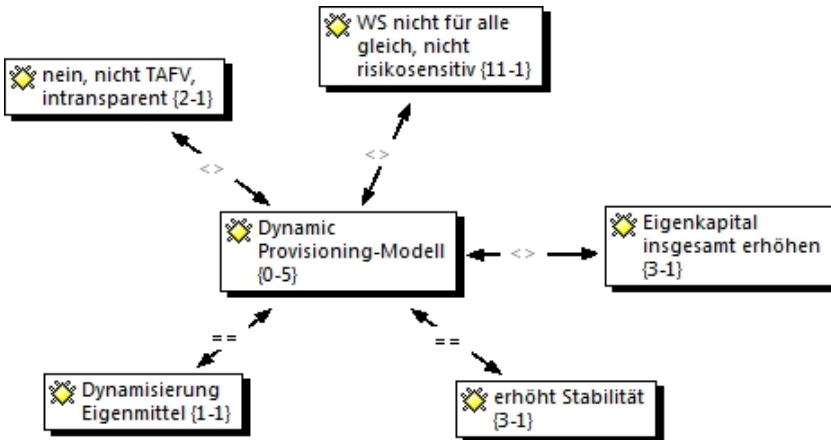 WS nicht für alle
gleich, nicht
risikosensitiv {11-1}
nein, nicht TAFV,
intransparent {2-1}
<>
<>
Dynamic
Provisioning-Modell
{0-5}
<>
Eigenkapital
insgesamt erhöhen
{3-1}
==
==
Dynamisierung
Eigenmittel {1-1}
erhöht Stabilität
{3-1}